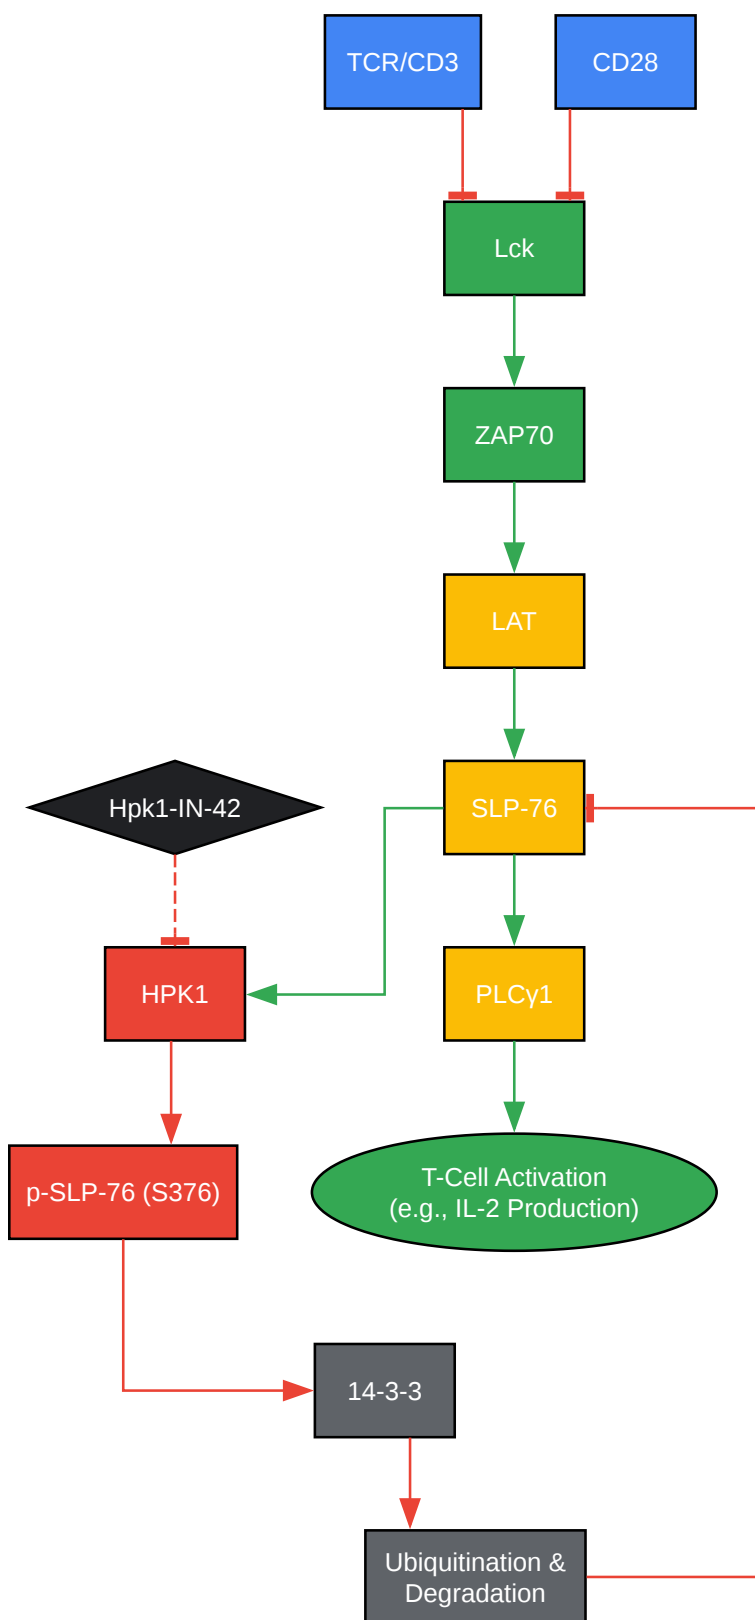 TCR/CD3
CD28
Lck
ZAP70
LAT
Hpk1-IN-42
SLP-76
HPK1
PLCγ1
p-SLP-76 (S376)
T-Cell Activation
(e.g., IL-2 Production)
14-3-3
Ubiquitination &
Degradation